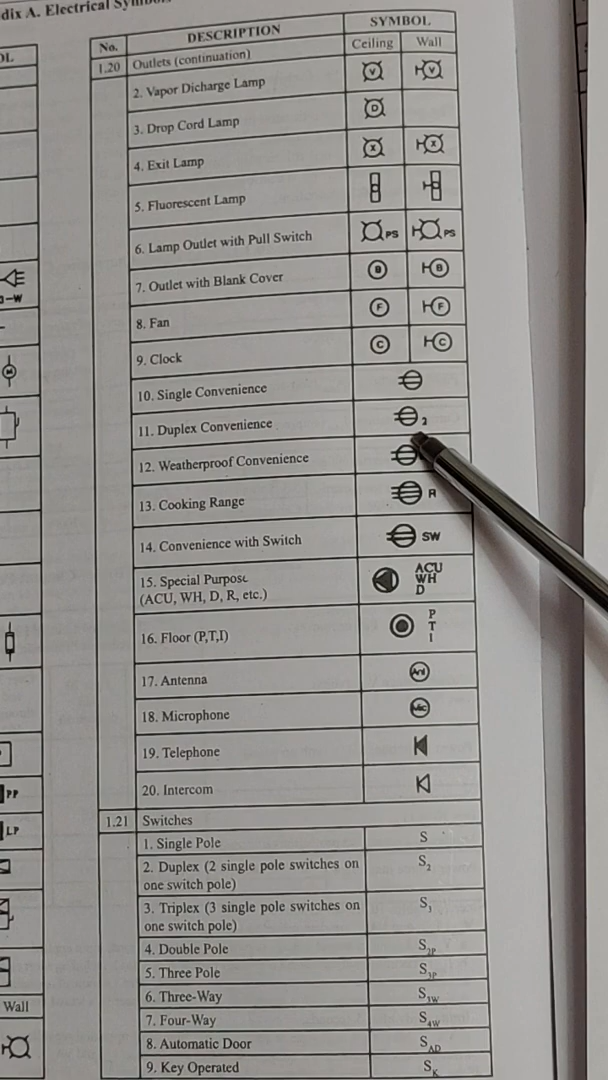 dix A. Electrical
No. DESCRIPTION SYMBOL
Ceiling Wall
1.20 Outlets (continuation)
2. Vapor Dicharge Lamp V V
3. Drop Cord Lamp D
4. Exit Lamp X X
5. Fluorescent Lamp
6. Lamp Outlet with Pull Switch PS PS
7. Outlet with Blank Cover B B
8. Fan F F
9. Clock C C
10. Single Convenience
11. Duplex Convenience 2
12. Weatherproof Convenience
13. Cooking Range R
14. Convenience with Switch SW
15. Special Purpose ACU
(ACU, WH, D, R, etc.) WH
D
16. Floor (P,T,I) P
T
I
17. Antenna Ant
18. Microphone Mic
19. Telephone
20. Intercom
1.21 Switches
1. Single Pole S
2. Duplex (2 single pole switches on S2
one switch pole)
3. Triplex (3 single pole switches on S3
one switch pole)
4. Double Pole S2P
5. Three Pole S3P
6. Three-Way S3W
7. Four-Way S4W
8. Automatic Door SAD
9. Key Operated SK
OL
-W
M
PP
LP
Wall